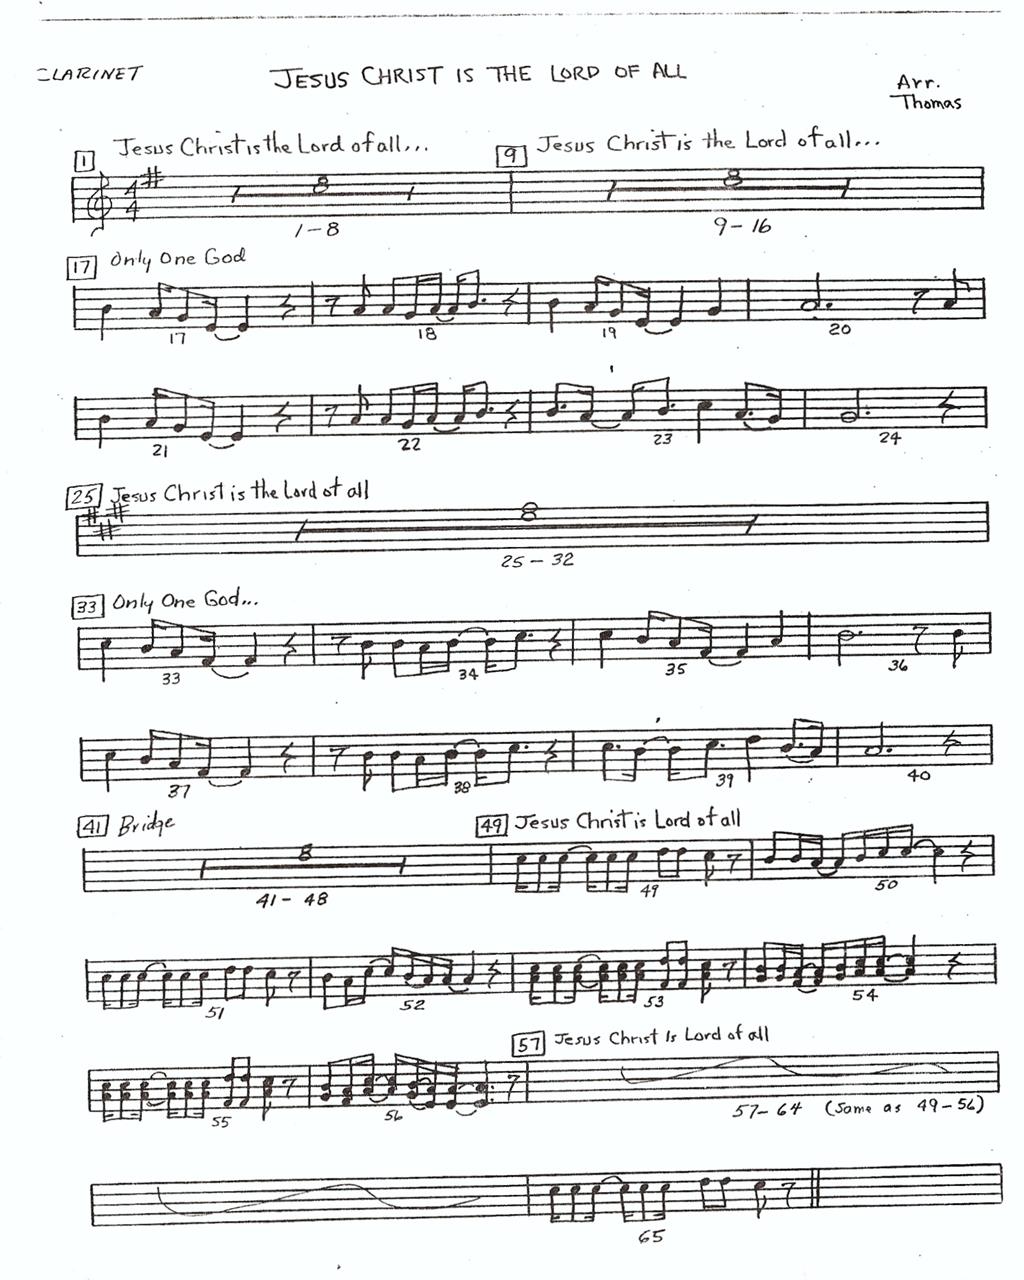 CLARINET
JESUS CHRIST IS THE LORD OF ALL
Arr.
Thomas
1 Jesus Christ is the Lord of all... 9 Jesus Christ is the Lord of all...
4
4
8 8
1-8 9-16
17 Only One God
17 18 19 20
21 22 23 24
25 Jesus Christ is the Lord of all
8
25-32
33 Only One God...
33 34 35 36
37 38 39 40
41 Bridge 49 Jesus Christ is Lord of all
8
41-48 49 50
51 52 53 54
57 Jesus Christ Is Lord of all
55 56 57-64 (Same as 49-56)
65